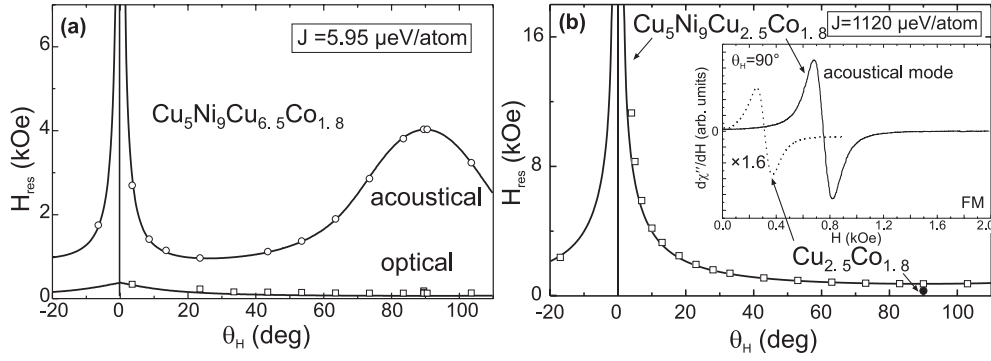 (a)
J =5.95 μeV/atom
Cu5Ni9Cu6.5Co1.8
acoustical
optical
Hres (kOe)
6
4
2
0
-20 0 20 40 60 80 100
θH (deg)
(b)
Cu5Ni9Cu2.5Co1.8
J=1120 μeV/atom
θH=90°
acoustical mode
dχ''/dH (arb. units)
0
×1.6
FM
0.0 0.4 0.8 1.2 1.6 2.0
H (kOe)
Cu2.5Co1.8
Hres (kOe)
16
8
0
-20 0 20 40 60 80 100
θH (deg)